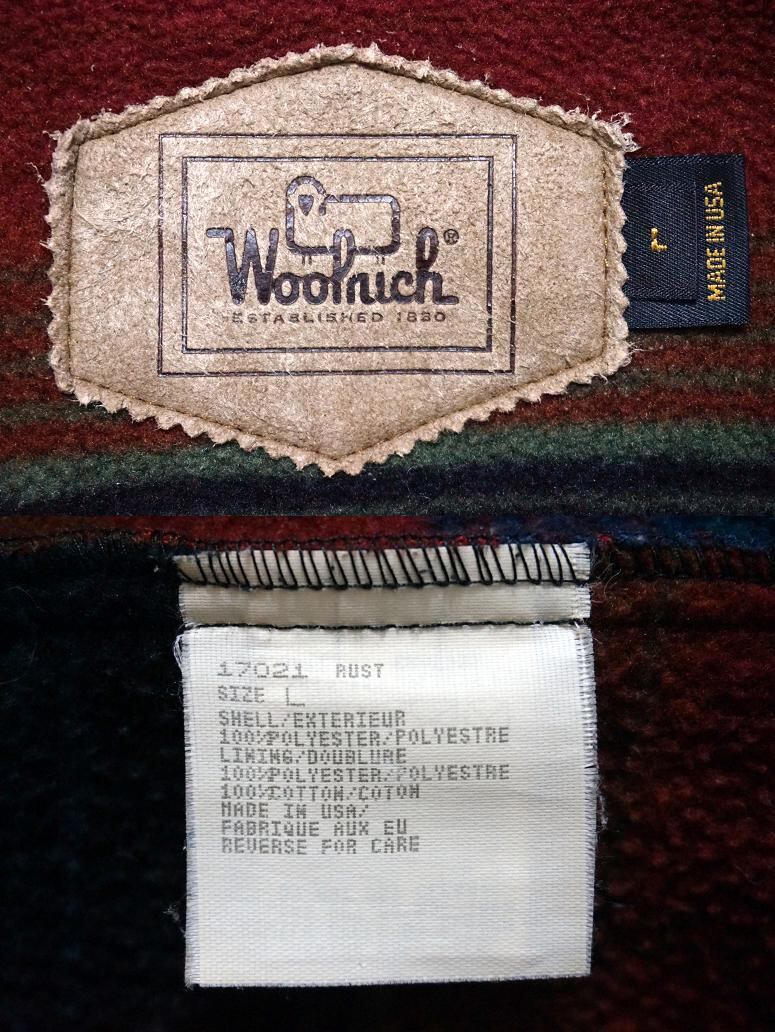 Woolrich®
ESTABLISHED 1830
L
MADE IN USA
17021 RUST
SIZE L
SHELL/EXTERIEUR
100%POLYESTER/POLYESTRE
LINING/DOUBLURE
100%POLYESTER/POLYESTRE
100%COTTON/COTON
MADE IN USA/
FABRIQUE AUX EU
REVERSE FOR CARE